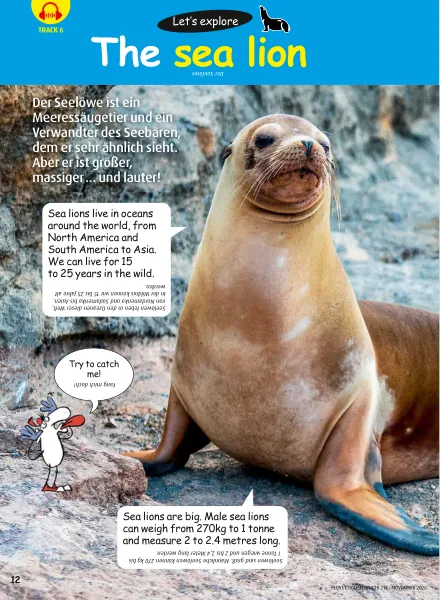 TRACK 6
Let's explore
The sea lion
Der Seelöwe
Der Seelöwe ist ein
Meeressäugetier und ein
Verwandter des Seebären,
dem er sehr ähnlich sieht.
Aber er ist größer,
massiger ... und lauter!
Sea lions live in oceans
around the world, from
North America and
South America to Asia.
We can live for 15
to 25 years in the wild.
Seelöwen leben in den Ozeanen dieser Welt,
von Nordamerika und Südamerika bis Asien.
In der Wildnis können wir 15 bis 25 Jahre alt
werden.
Try to catch
me!
Fang mich doch!
Sea lions are big. Male sea lions
can weigh from 270kg to 1 tonne
and measure 2 to 2.4 metres long.
Seelöwen sind groß. Männliche Seelöwen können 270 kg bis
1 Tonne wiegen und 2 bis 2,4 Meter lang werden.
12